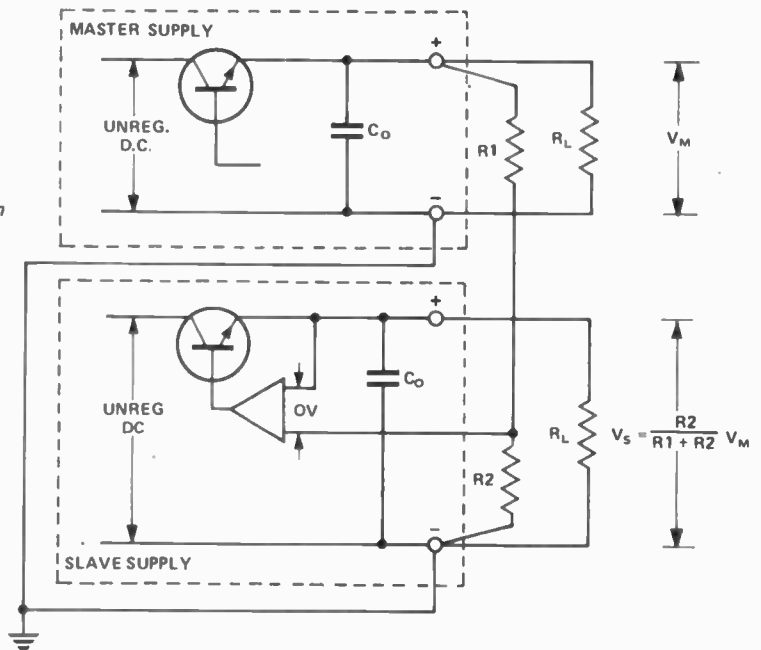 MASTER SUPPLY
+
UNREG.
D.C.
Co
R1
RL
VM
−
+
UNREG
DC
OV
Co
RL
VS = R2 / R1 + R2 VM
R2
−
SLAVE SUPPLY